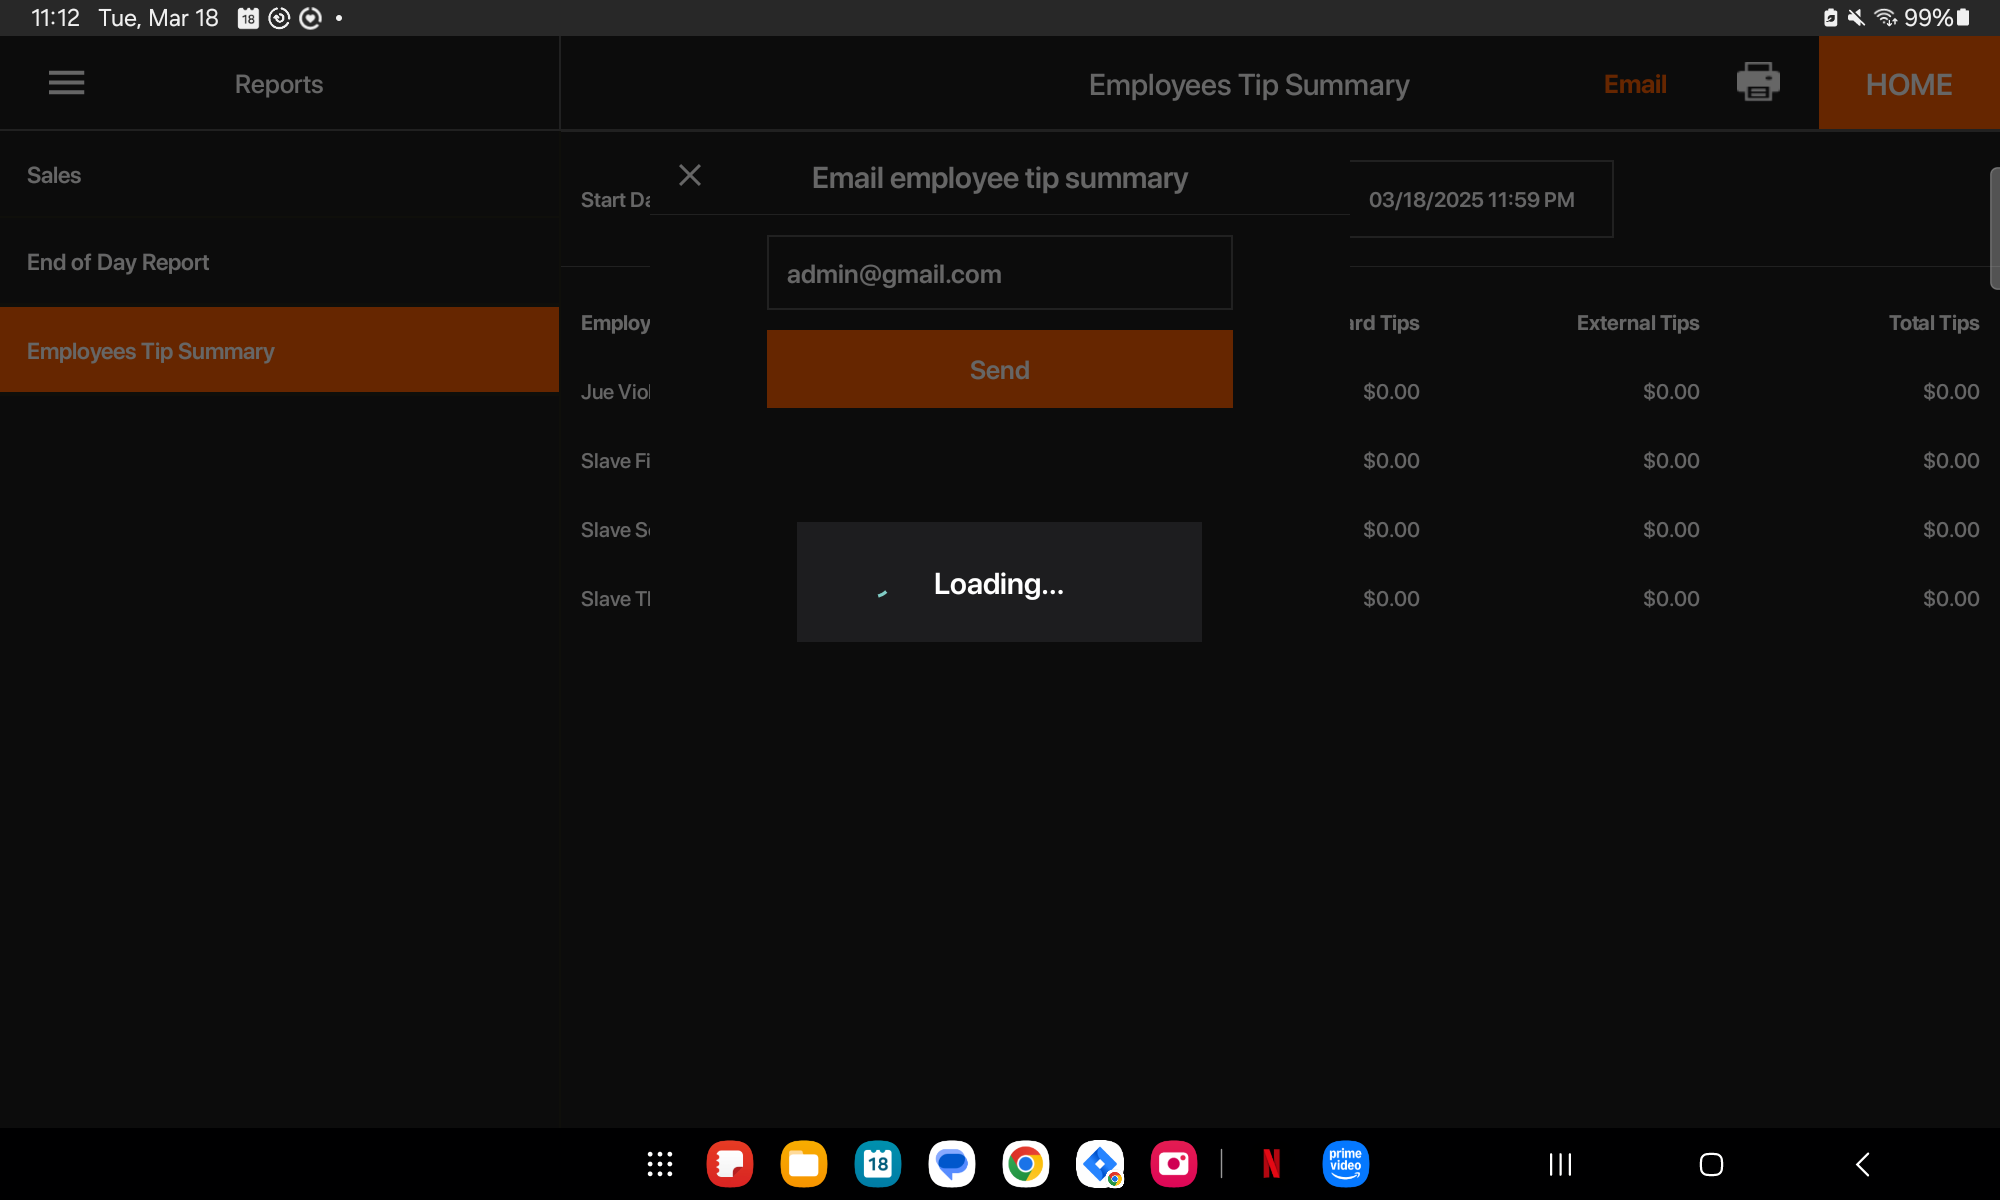 11:12 Tue, Mar 18 18 99%
Reports
Employees Tip Summary
Email
HOME
Sales
End of Day Report
Employees Tip Summary
Email employee tip summary
Start Da
03/18/2025 11:59 PM
admin@gmail.com
Send
Employ
rd Tips
External Tips
Total Tips
Jue Viol
$0.00
$0.00
$0.00
Slave Fi
$0.00
$0.00
$0.00
Slave Se
$0.00
$0.00
$0.00
Slave Th
$0.00
$0.00
$0.00
Loading...
18
N
prime
video